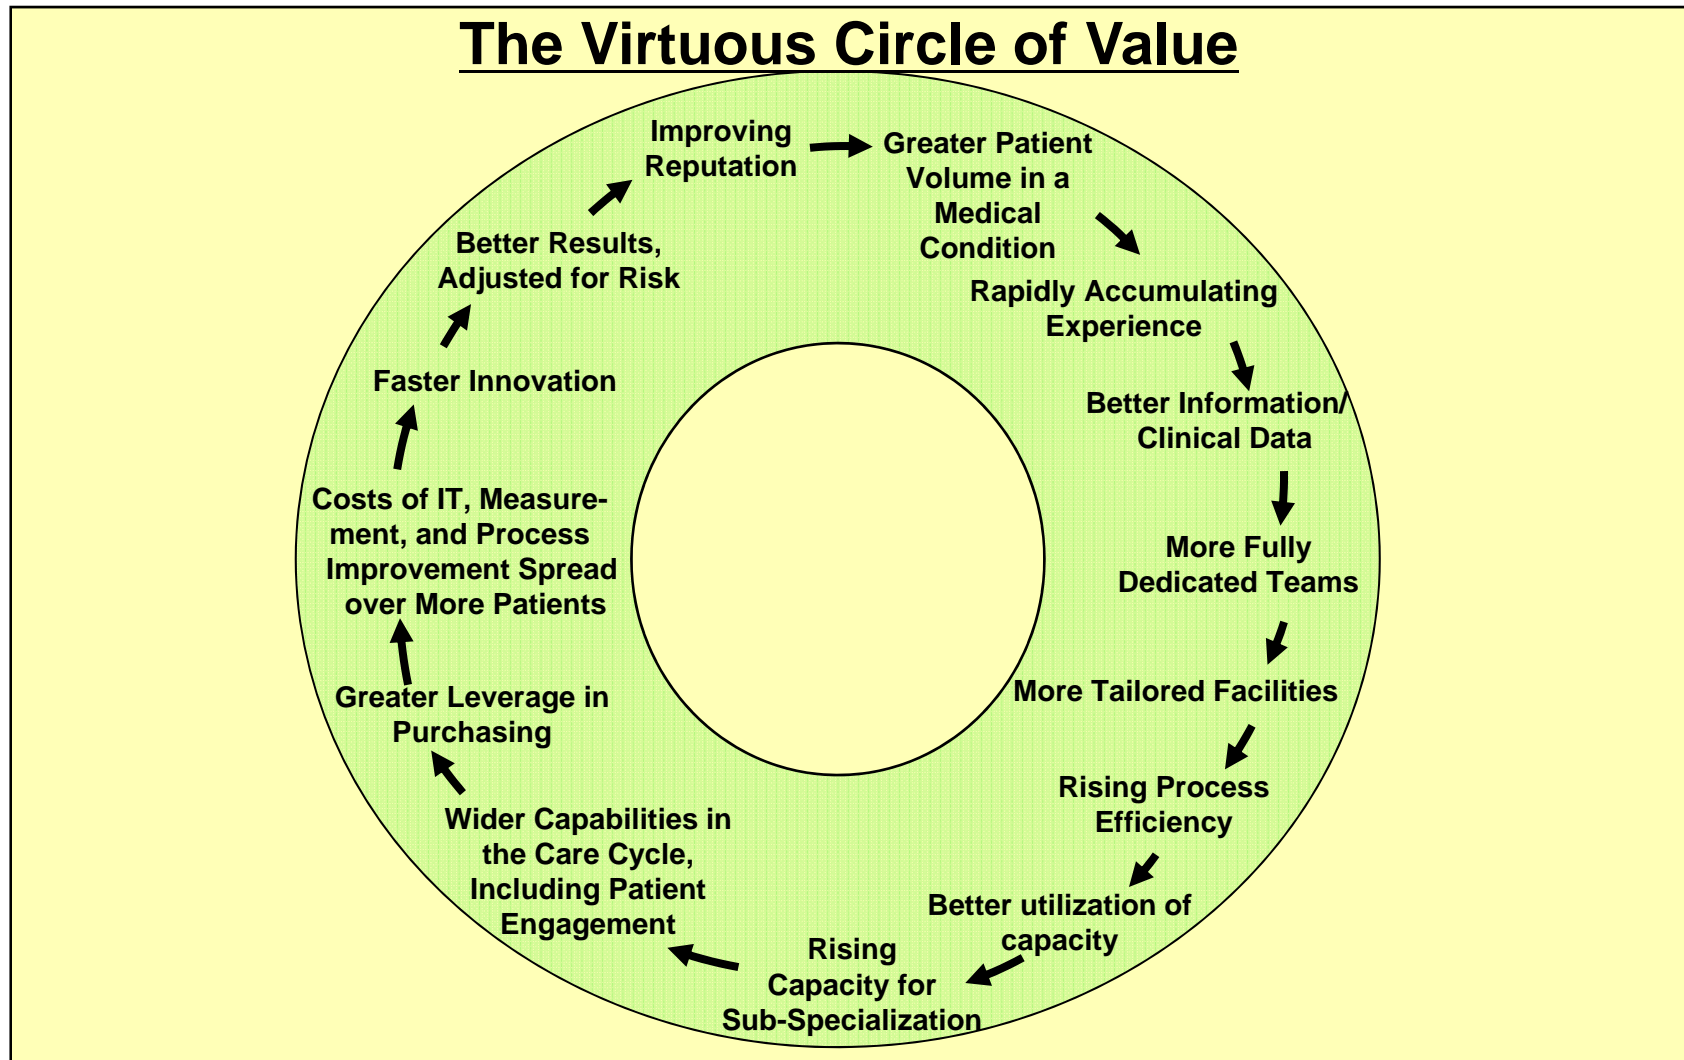 The Virtuous Circle of Value
Improving
Reputation
Greater Patient
Volume in a
Medical
Condition
Rapidly Accumulating
Experience
Better Information/
Clinical Data
More Fully
Dedicated Teams
More Tailored Facilities
Rising Process
Efficiency
Better utilization of
capacity
Rising
Capacity for
Sub-Specialization
Wider Capabilities in
the Care Cycle,
Including Patient
Engagement
Greater Leverage in
Purchasing
Costs of IT, Measure-
ment, and Process
Improvement Spread
over More Patients
Faster Innovation
Better Results,
Adjusted for Risk